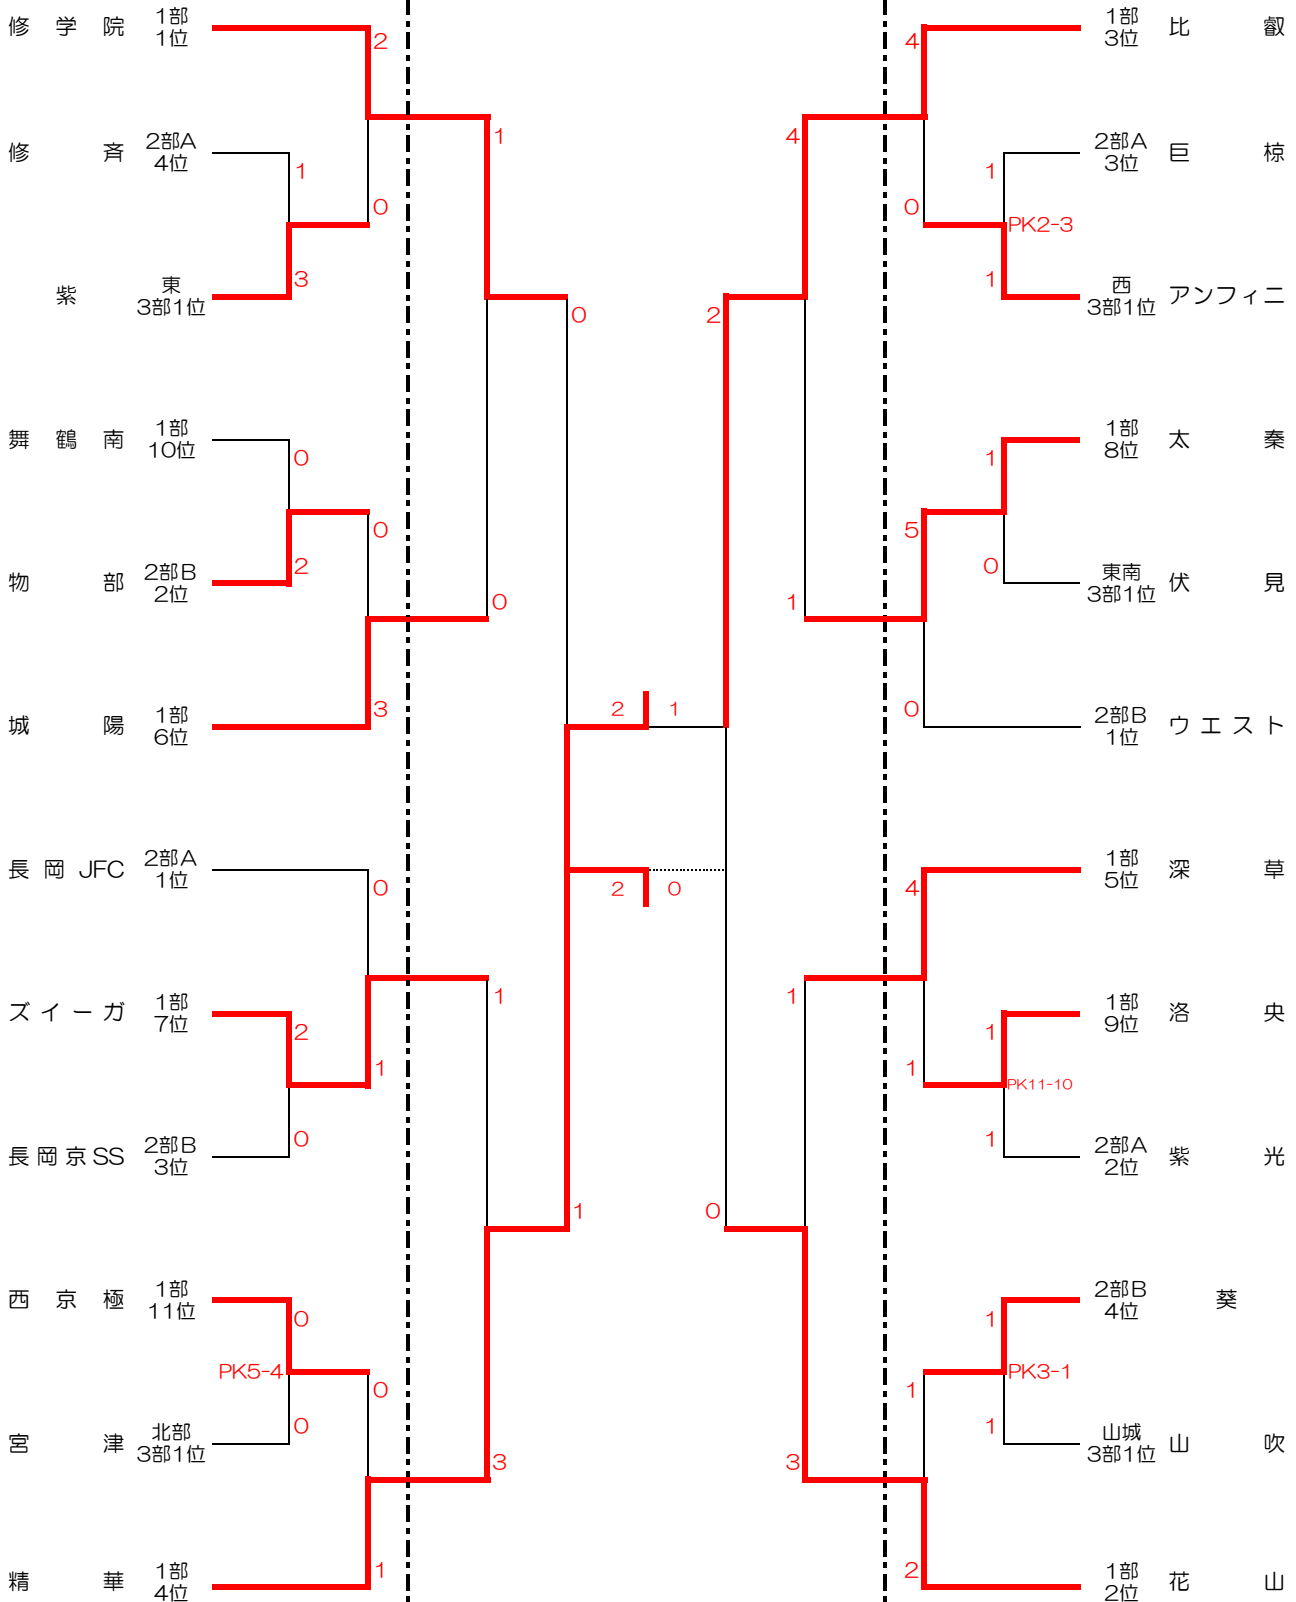 修学院 1部 1位
2
修斉 2部A 4位
1
0
紫 東 3部1位
3
1
0
舞鶴南 1部 10位
0
0
物部 2部B 2位
2
0
城陽 1部 6位
3
長岡JFC 2部A 1位
0
ズイーガ 1部 7位
2
1
1
長岡京SS 2部B 3位
0
1
西京極 1部 11位
0
PK5-4
0
宮津 北部 3部1位
0
3
精華 1部 4位
1
2 1
2 0
4
1部 3位 比叡
4
2部A 3位 巨椋
1
0
PK2-3
西 3部1位 アンフィニ
1
2
1部 8位 太秦
1
5
東南 3部1位 伏見
0
1
2部B 1位 ウエスト
0
1部 5位 深草
4
1
1部 9位 洛央
1
1
PK11-10
2部A 2位 紫光
1
0
2部B 4位 葵
1
PK3-1
1
山城 3部1位 山吹
1
3
1部 2位 花山
2